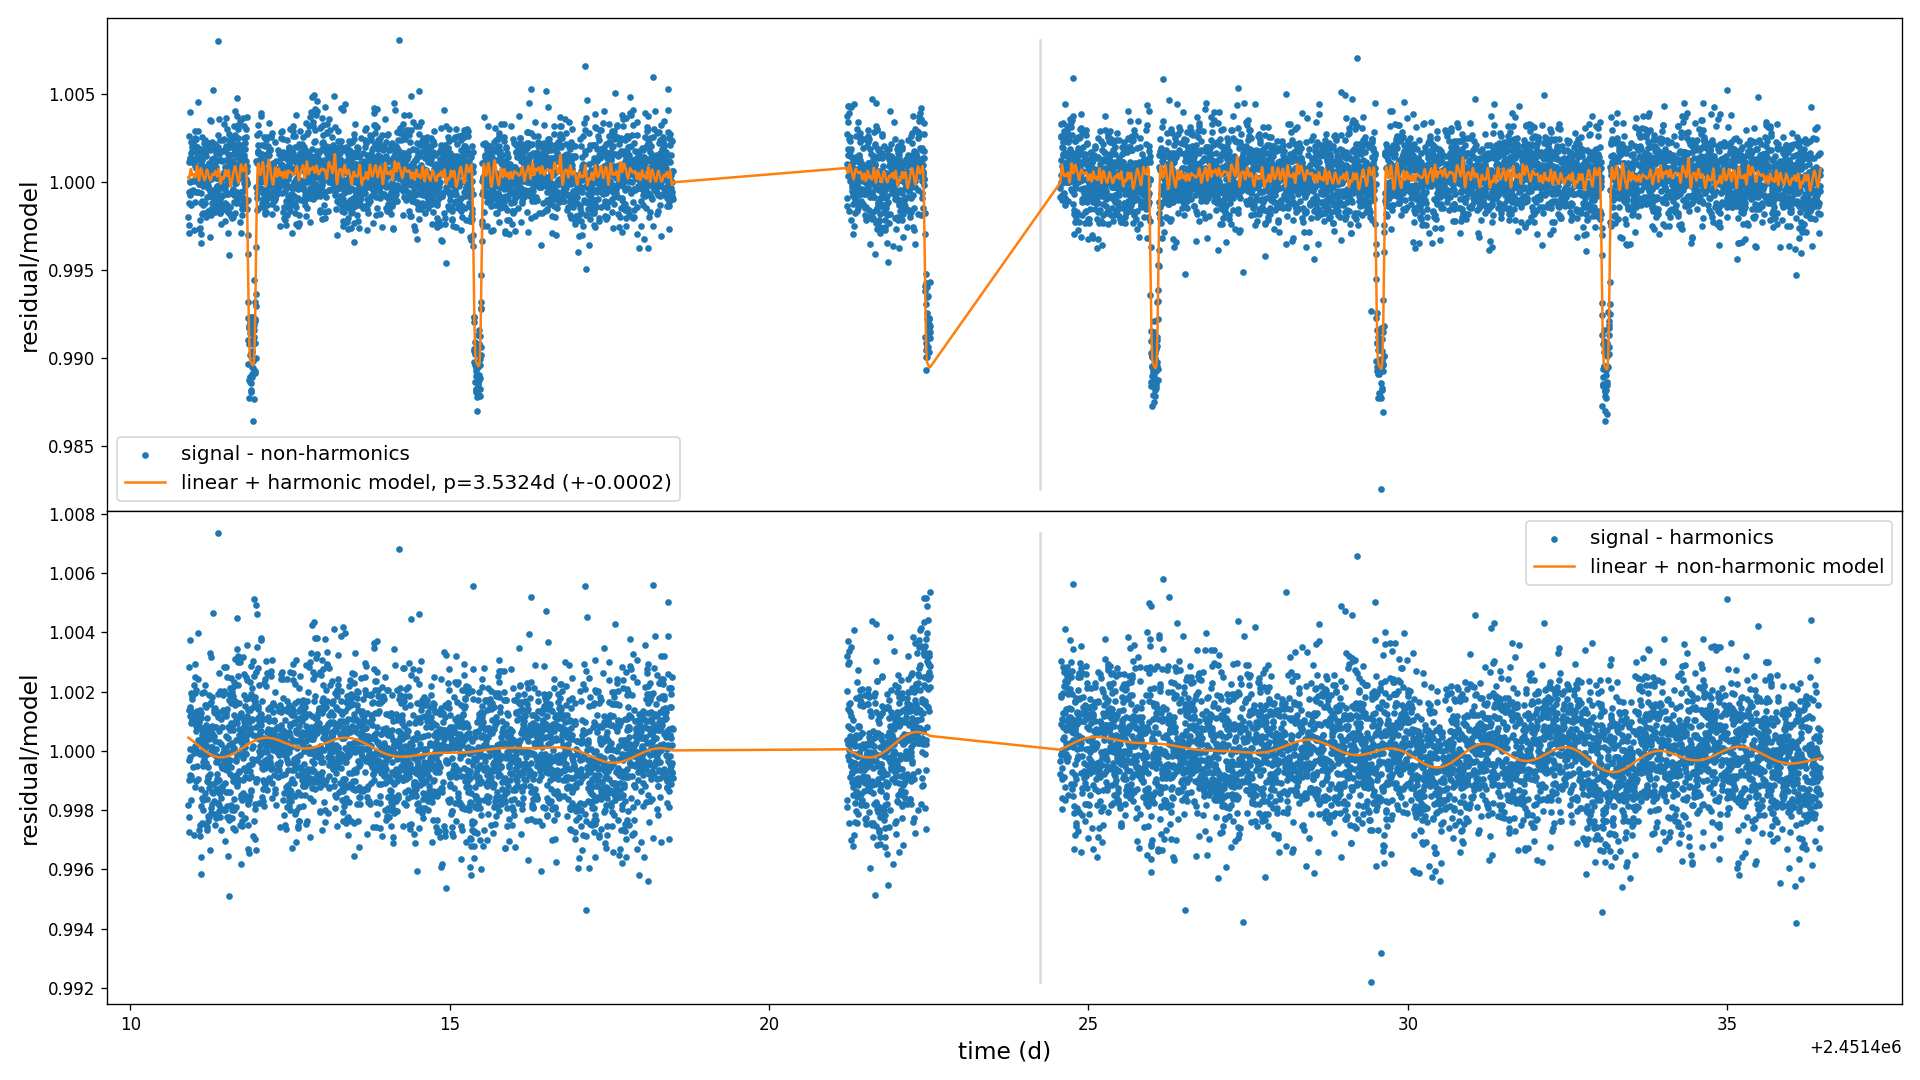 1.005
1.000
0.995
0.990
0.985
residual/model
signal - non-harmonics
linear + harmonic model, p=3.5324d (+-0.0002)
1.008
1.006
1.004
1.002
1.000
0.998
0.996
0.994
0.992
residual/model
signal - harmonics
linear + non-harmonic model
10 15 20 25 30 35
time (d)
+2.4514e6